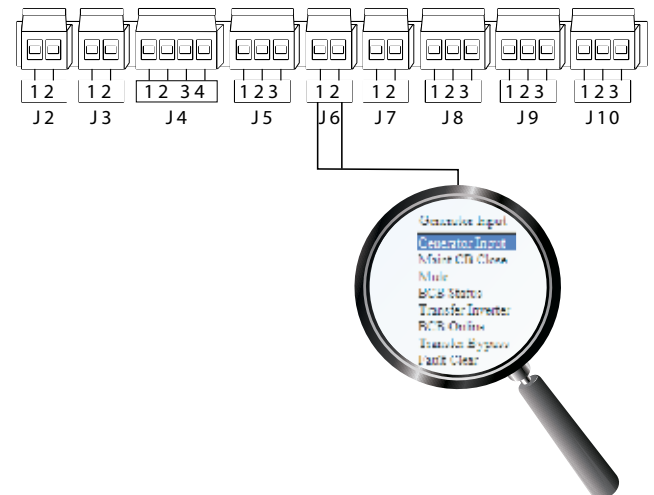 1 2 1 2 1 2 3 4 1 2 3 1 2 1 2 1 2 3 1 2 3 1 2 3
J2 J3 J4 J5 J6 J7 J8 J9 J10
Generator Input
Generator Input
Maint CB Close
Mute
BCB Status
Transfer Inverter
BCB Online
Transfer Bypass
Fault Clear